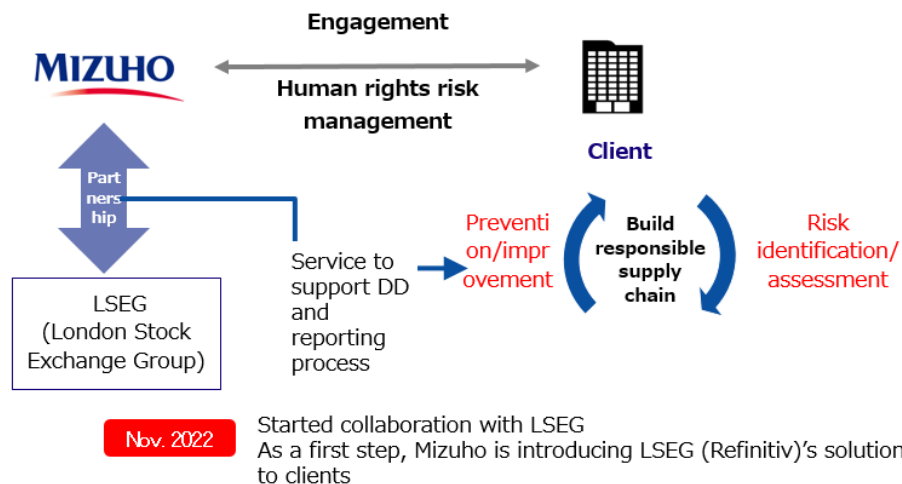 Engagement
MIZUHO
Human rights risk
management
Client
Part
ners
hip
LSEG
(London Stock
Exchange Group)
Service to
support DD
and
reporting
process
Preventi
on/impr
ovement
Build
responsible
supply
chain
Risk
identification/
assessment
Nov. 2022
Started collaboration with LSEG
As a first step, Mizuho is introducing LSEG (Refinitiv)’s solution
to clients